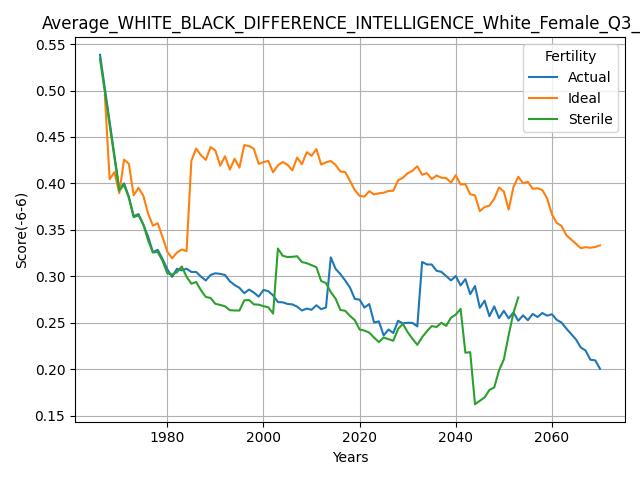 Average_WHITE_BLACK_DIFFERENCE_INTELLIGENCE_White_Female_Q3_
Fertility
Actual
Ideal
Sterile
0.55
0.50
0.45
0.40
0.35
0.30
0.25
0.20
0.15
Score(-6-6)
1980
2000
2020
2040
2060
Years